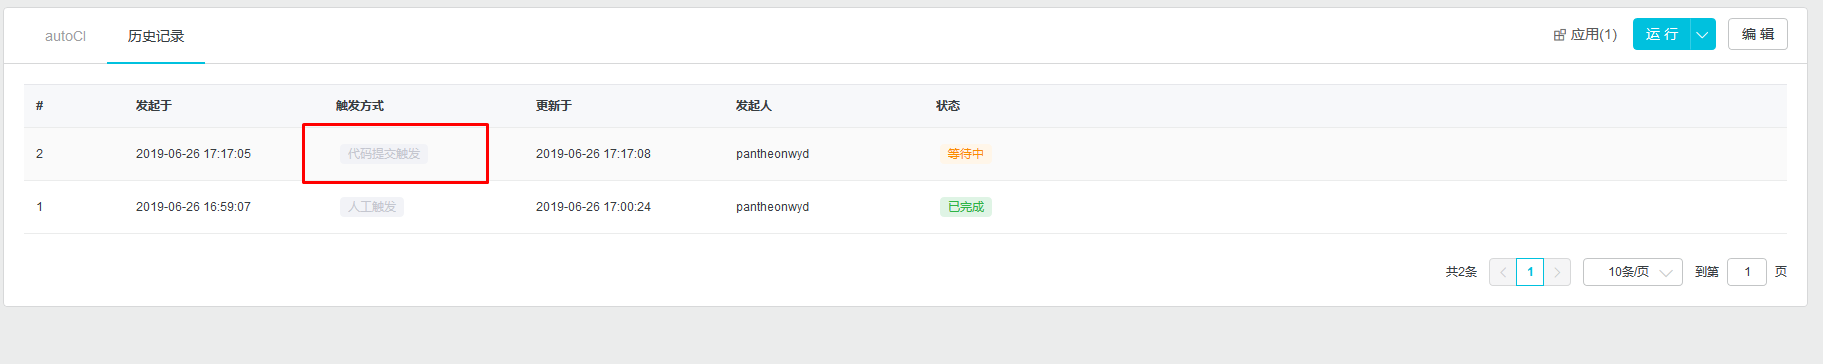 autoCI 历史记录 应用(1) 运 行 编 辑
# 发起于 触发方式 更新于 发起人 状态
2 2019-06-26 17:17:05 代码提交触发 2019-06-26 17:17:08 pantheonwyd 等待中
1 2019-06-26 16:59:07 人工触发 2019-06-26 17:00:24 pantheonwyd 已完成
共2条 1 10条/页 到第 1 页